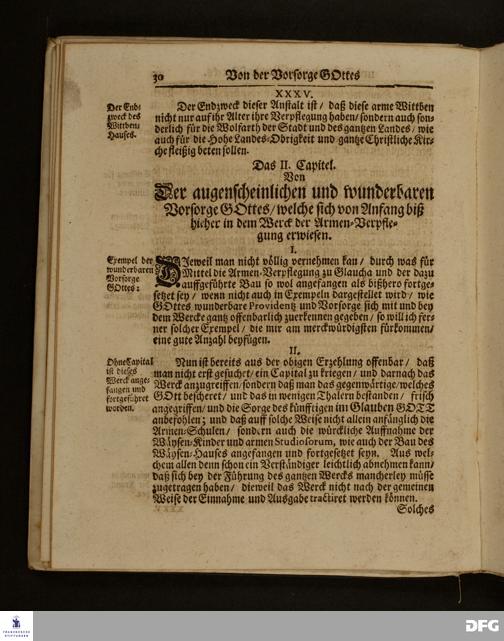 30 Von der Vorsorge GOttes
XXXV.
Der End-
zweck des
Wittben-
Hauses.
Der Endzweck dieser Anstalt ist / daß diese arme Wittben
nicht nur auf ihr Alter ihre Verpflegung haben / sondern auch son-
derlich für die Wolfarth der Stadt und des gantzen Landes / wie
auch für die Hohe Landes-Obrigkeit und gantze Christliche Kir-
che fleißig beten sollen.
Das II. Capitel.
Von
Der augenscheinlichen und wunderbaren
Vorsorge GOttes / welche sich von Anfang biß
hieher in dem Werck der Armen-Verpfle-
gung erwiesen.
I.
Exempel der
wunderbaren
Vorsorge
GOttes:
DIeweil man nicht völlig vernehmen kan / durch was für
Mittel die Armen-Verpflegung zu Glaucha und der dazu
auffgeführte Bau so wol angefangen als bißhero fortge-
setzet sey / wenn nicht auch in Exempeln dargestellet wird / wie
GOttes wunderbare Providentz und Vorsorge sich mit und bey
dem Wercke gantz offenbarlich zuerkennen gegeben / so will ich fer-
ner solcher Exempel / die mir am merckwürdigsten fürkommen /
eine gute Anzahl beyfügen.
II.
Ohne Capital
ist dieses
Werck ange-
fangen und
fortgeführet
worden.
Nun ist bereits aus der obigen Erzehlung offenbar / daß
man nicht erst gesuchet / ein Capital zu kriegen / und darnach das
Werck anzugreiffen / sondern daß man das gegenwärtige / welches
GOtt bescheret / und das in wenigen Thalern bestanden / frisch
angegriffen / und die Sorge des künfftigen im Glauben GOTT
anbefohlen; und daß auff solche Weise nicht allein anfänglich die
Armen-Schulen / sondern auch die würckliche Auffnahme der
Wäysen-Kinder und armen Studiosorum, wie auch der Bau des
Wäysen-Hauses angefangen und fortgesetzet seyn. Aus wel-
chem allen denn schon ein Verständiger leichtlich abnehmen kann /
daß sich bey der Führung des gantzen Wercks mancherley müsse
zugetragen haben / dieweil das Werck nicht nach der gemeinen
Weise der Einnahme und Ausgabe tractiret werden können.
Solches
FRANCKESCHE
STIFTUNGEN
DFG